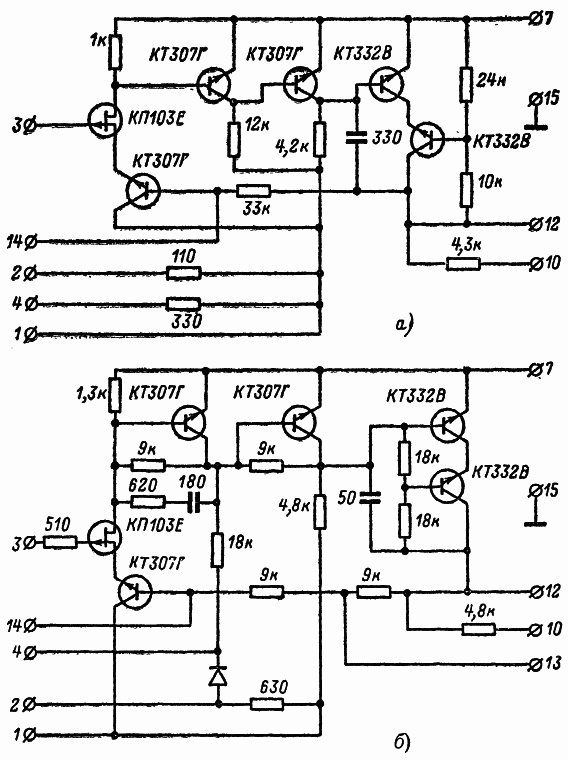 7
1к
КТ307Г
КТ307Г
КТ332В
24к
15
КП103Е
12к
4,2к
330
КТ332В
3
КТ307Г
10к
33к
14
12
4,3к
110
2
10
4
330
1
а)
7
1,3к
КТ307Г
КТ307Г
КТ332В
9к
9к
18к
КТ332В
620
180
50
15
4,8к
510
КП103Е
18к
3
18к
КТ307Г
9к
9к
12
14
4,8к
10
4
13
2
630
1
б)